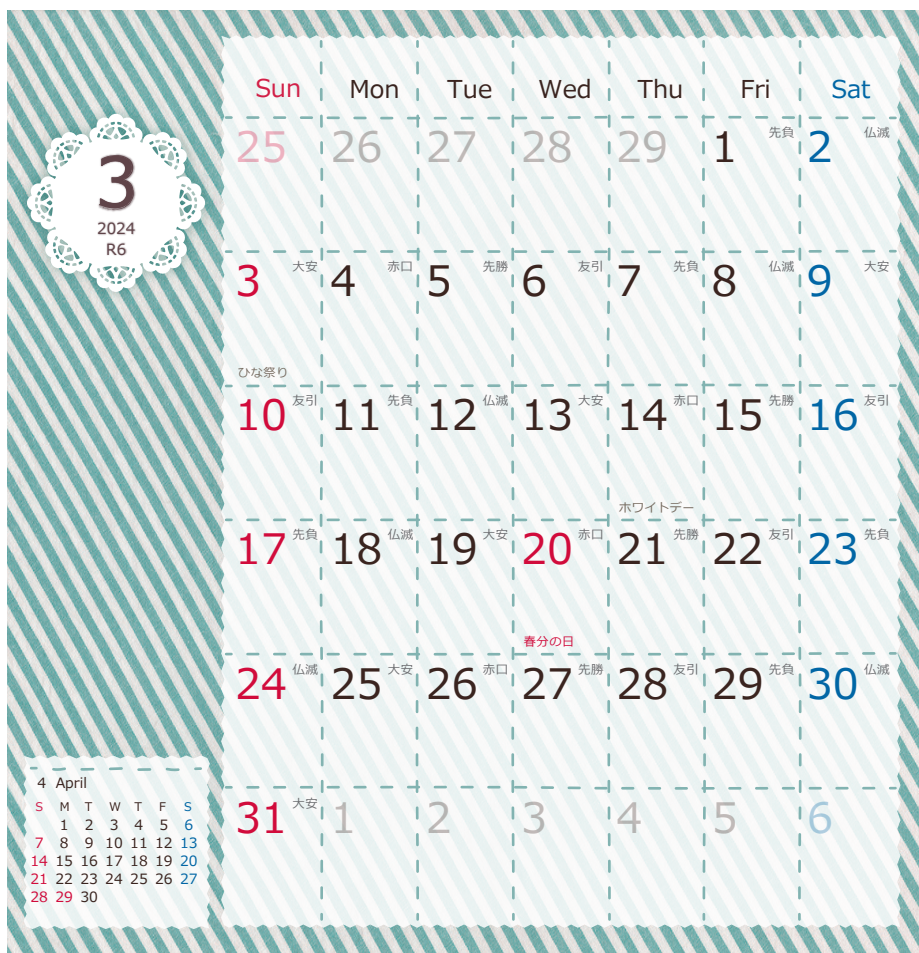 3
2024
R6
Sun Mon Tue Wed Thu Fri Sat
25 26 27 28 29 1 先負 2 仏滅
3 大安 4 赤口 5 先勝 6 友引 7 先負 8 仏滅 9 大安
ひな祭り
10 友引 11 先負 12 仏滅 13 大安 14 赤口 15 先勝 16 友引
ホワイトデー
17 先負 18 仏滅 19 大安 20 赤口 21 先勝 22 友引 23 先負
春分の日
24 仏滅 25 大安 26 赤口 27 先勝 28 友引 29 先負 30 仏滅
31 大安 1 2 3 4 5 6
4 April
S M T W T F S
1 2 3 4 5 6
7 8 9 10 11 12 13
14 15 16 17 18 19 20
21 22 23 24 25 26 27
28 29 30